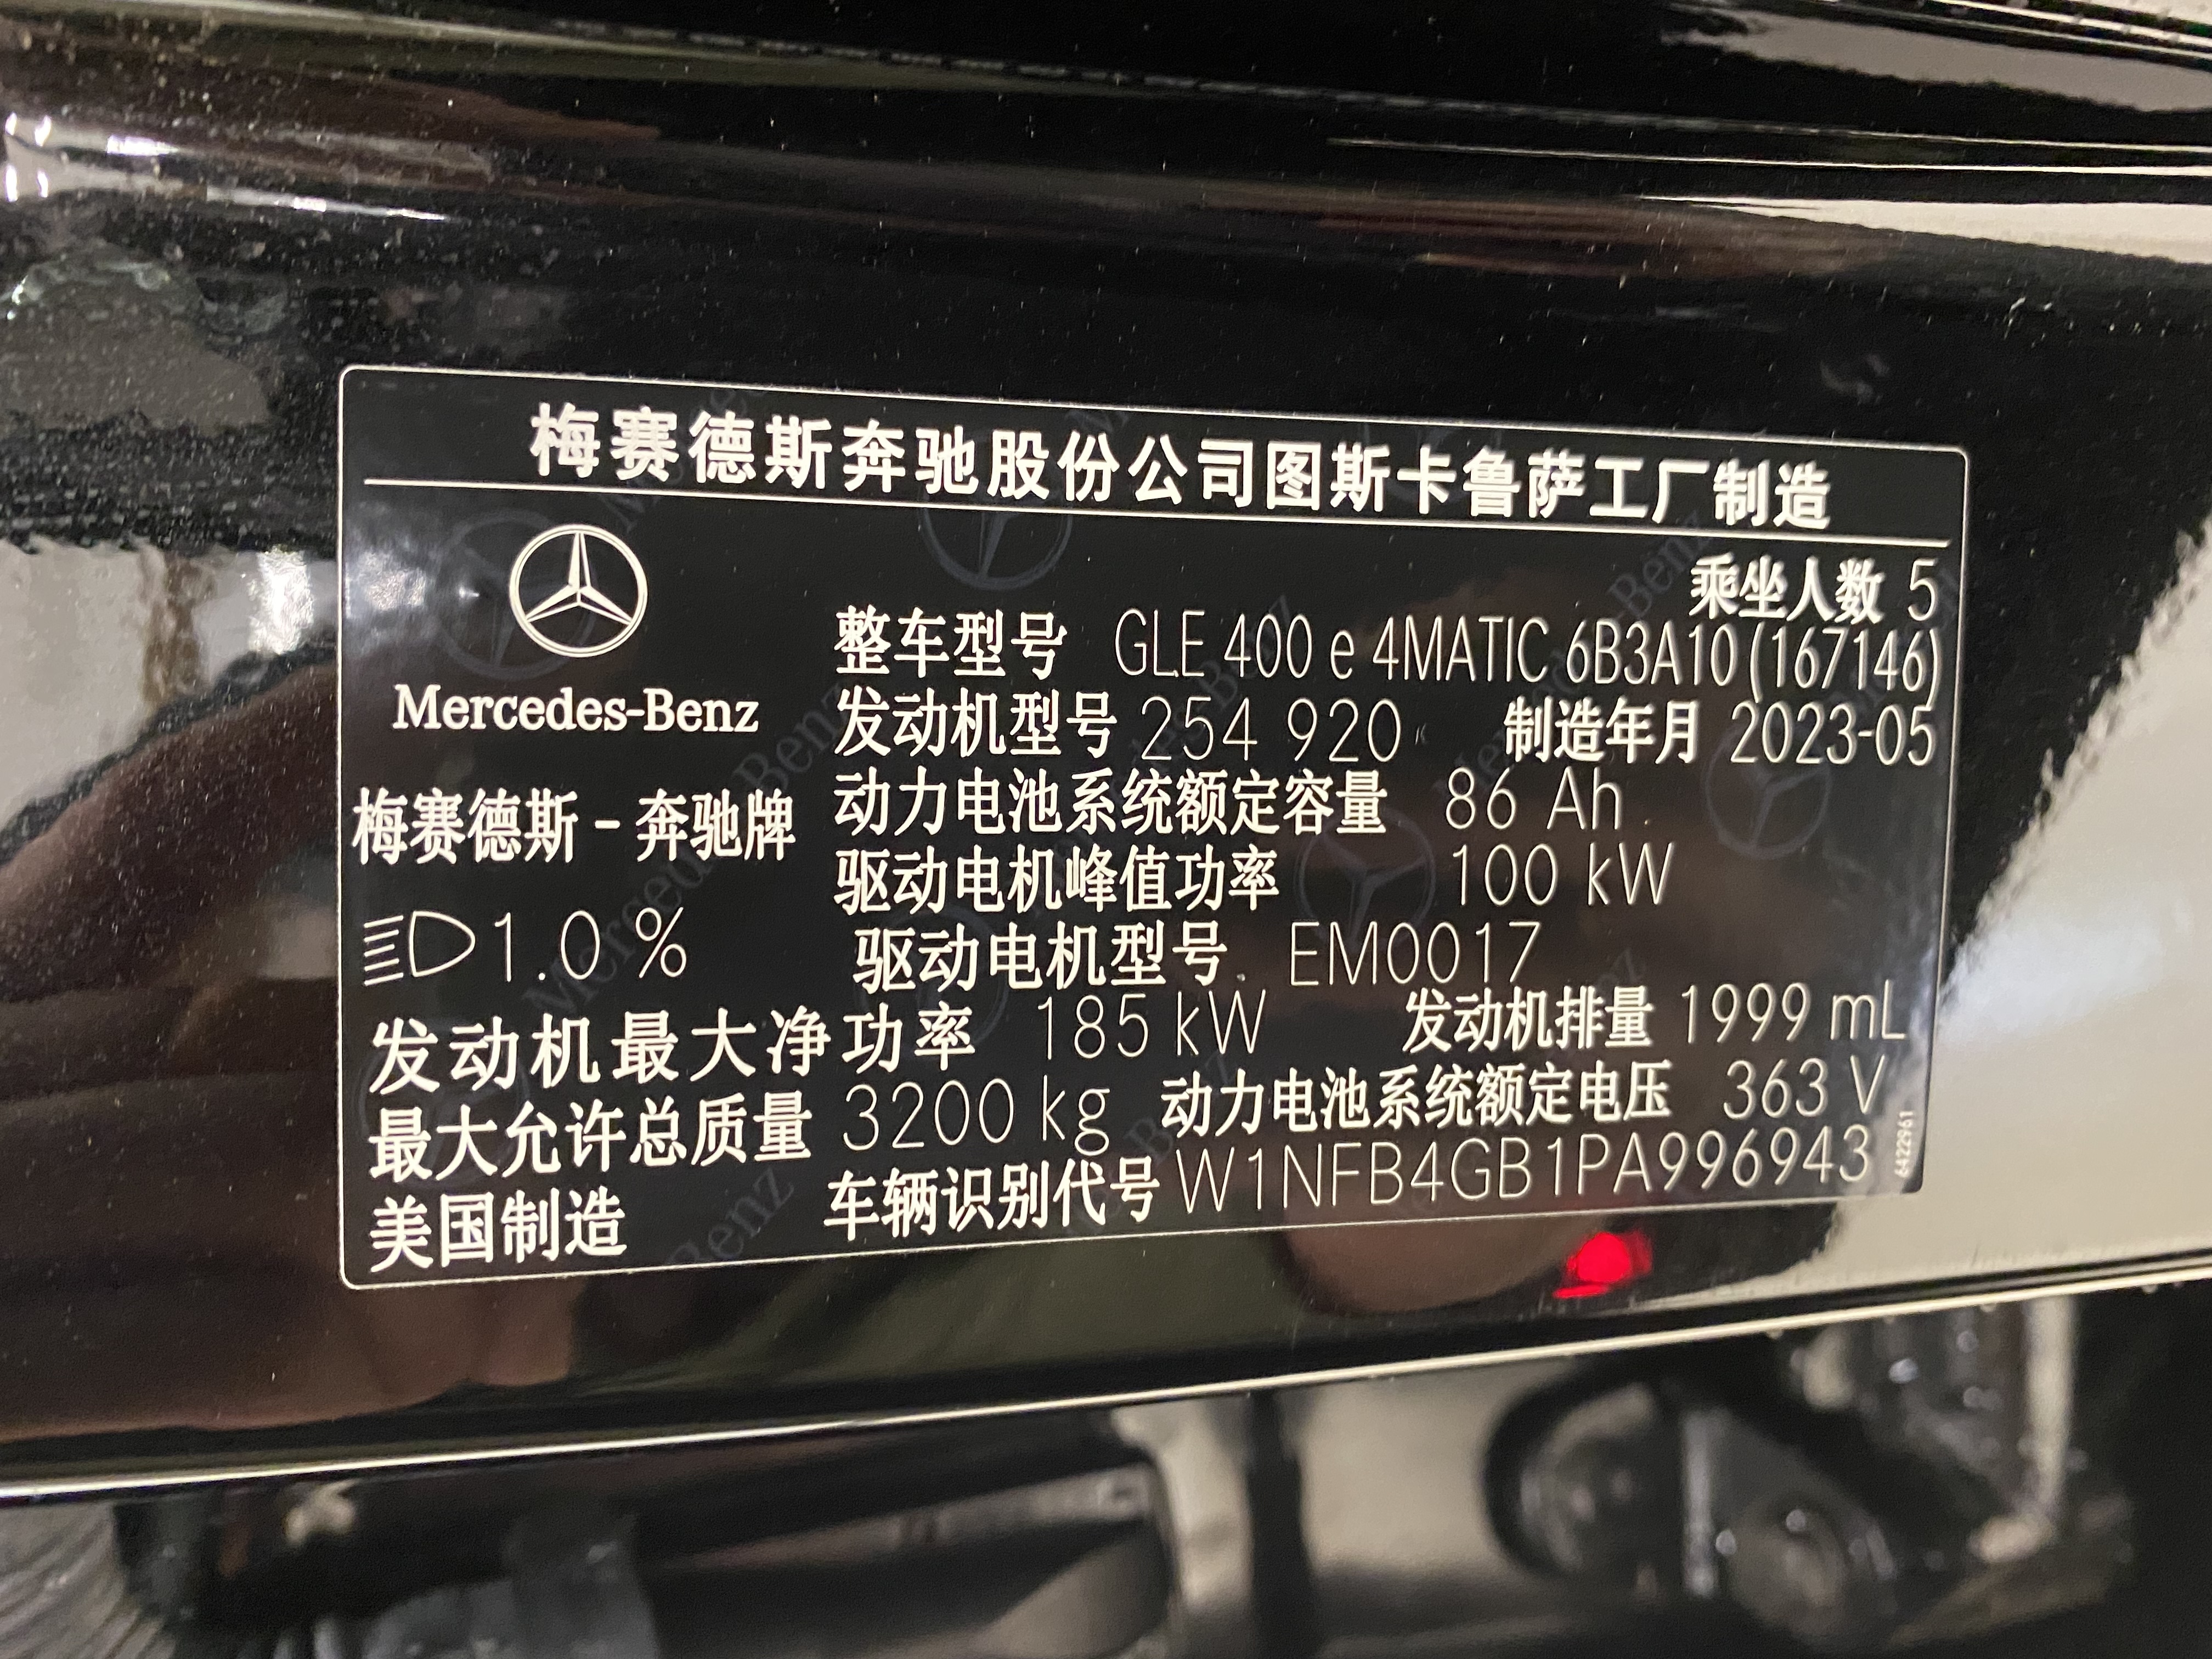 梅赛德斯奔驰股份公司图斯卡鲁萨工厂制造
乘坐人数 5
整车型号 GLE 400 e 4MATIC 6B3A10(167146)
Mercedes-Benz
发动机型号 254 920 制造年月 2023-05
动力电池系统额定容量 86 Ah
梅赛德斯-奔驰牌
驱动电机峰值功率 100 kW
1.0 %
驱动电机型号 EM0017
发动机最大净功率 185 kW 发动机排量 1999 mL
最大允许总质量 3200 kg 动力电池系统额定电压 363 V
美国制造 车辆识别代号 W1NFB4GB1PA996943
6422961